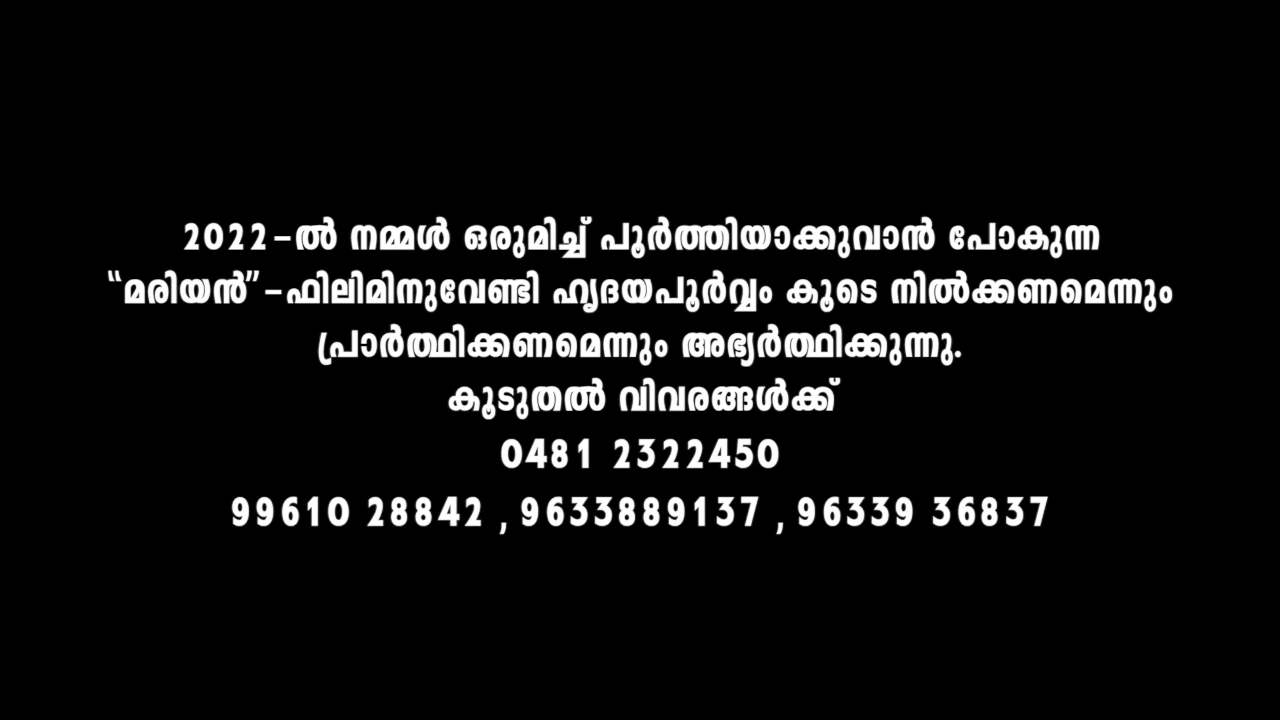 2022-ൽ നമ്മൾ ഒരുമിച്ച് പൂർത്തിയാക്കുവാൻ പോകുന്ന
“മരിയൻ”-ഫിലിമിനുവേണ്ടി ഹൃദയപൂർവ്വം കൂടെ നിൽക്കണമെന്നും
പ്രാർത്ഥിക്കണമെന്നും അഭ്യർത്ഥിക്കുന്നു.
കൂടുതൽ വിവരങ്ങൾക്ക്
0481 2322450
99610 28842 , 9633889137 , 96339 36837